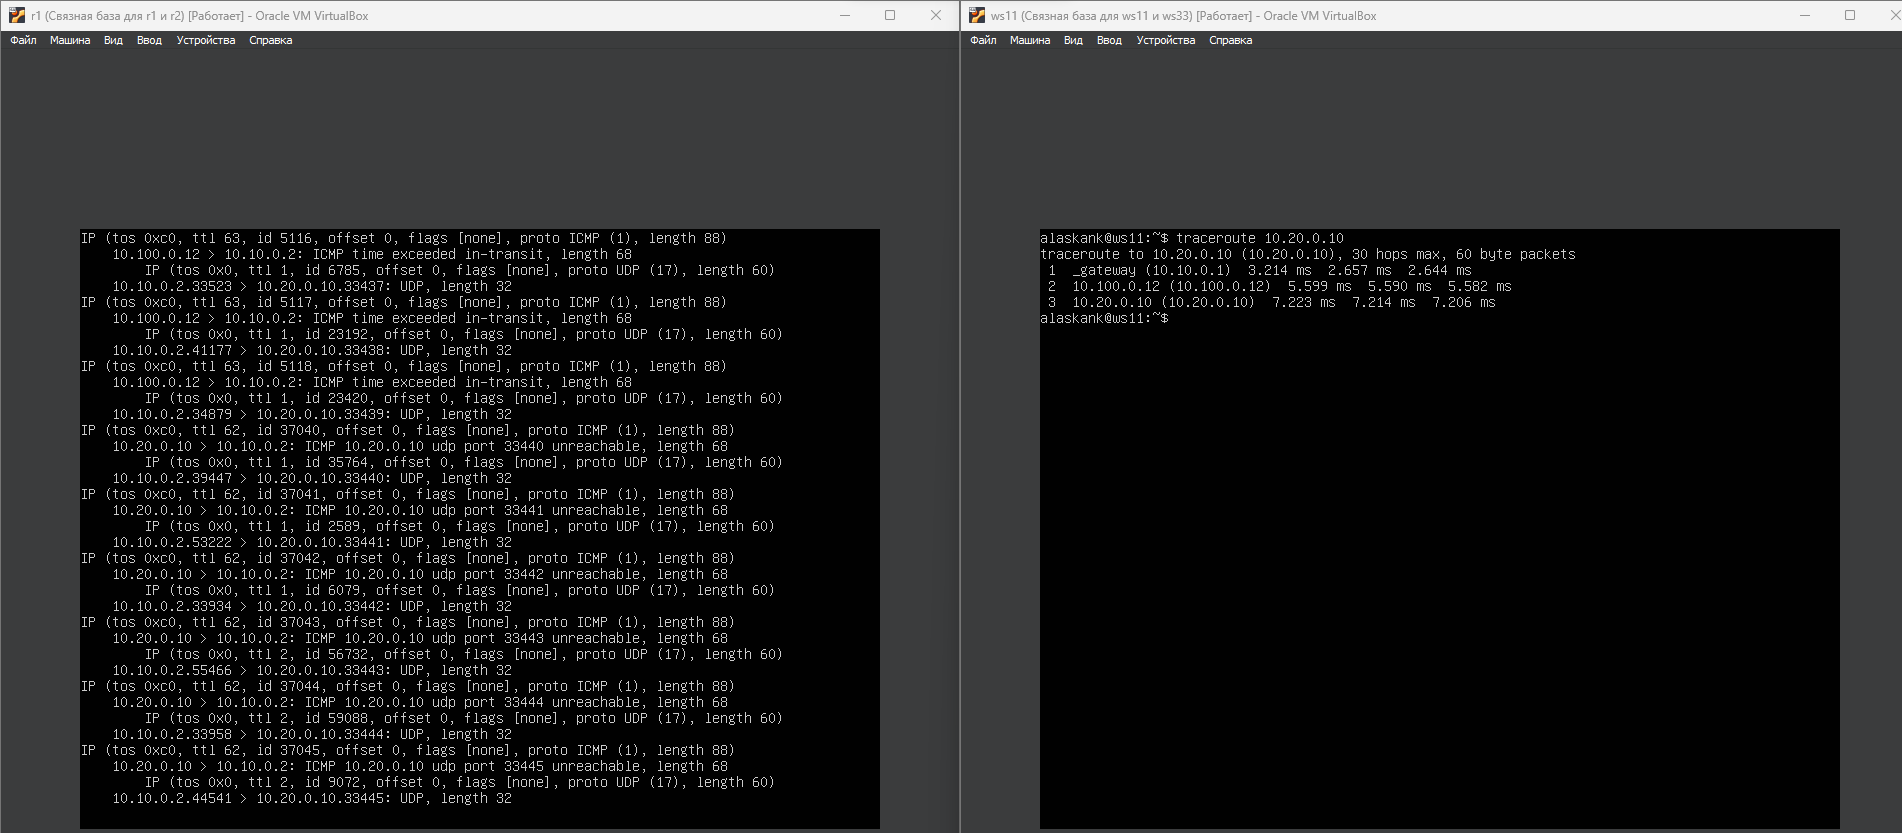 r1 (Связная база для r1 и r2) [Работает] - Oracle VM VirtualBox
Файл Машина Вид Ввод Устройства Справка
IP (tos 0xc0, ttl 63, id 5116, offset 0, flags [none], proto ICMP (1), length 88)
10.100.0.12 > 10.10.0.2: ICMP time exceeded in-transit, length 68
IP (tos 0x0, ttl 1, id 6785, offset 0, flags [none], proto UDP (17), length 60)
10.10.0.2.33523 > 10.20.0.10.33437: UDP, length 32
IP (tos 0xc0, ttl 63, id 5117, offset 0, flags [none], proto ICMP (1), length 88)
10.100.0.12 > 10.10.0.2: ICMP time exceeded in-transit, length 68
IP (tos 0x0, ttl 1, id 23192, offset 0, flags [none], proto UDP (17), length 60)
10.10.0.2.41177 > 10.20.0.10.33438: UDP, length 32
IP (tos 0xc0, ttl 63, id 5118, offset 0, flags [none], proto ICMP (1), length 88)
10.100.0.12 > 10.10.0.2: ICMP time exceeded in-transit, length 68
IP (tos 0x0, ttl 1, id 23420, offset 0, flags [none], proto UDP (17), length 60)
10.10.0.2.34879 > 10.20.0.10.33439: UDP, length 32
IP (tos 0xc0, ttl 62, id 37040, offset 0, flags [none], proto ICMP (1), length 88)
10.20.0.10 > 10.10.0.2: ICMP 10.20.0.10 udp port 33440 unreachable, length 68
IP (tos 0x0, ttl 1, id 35764, offset 0, flags [none], proto UDP (17), length 60)
10.10.0.2.39447 > 10.20.0.10.33440: UDP, length 32
IP (tos 0xc0, ttl 62, id 37041, offset 0, flags [none], proto ICMP (1), length 88)
10.20.0.10 > 10.10.0.2: ICMP 10.20.0.10 udp port 33441 unreachable, length 68
IP (tos 0x0, ttl 1, id 2589, offset 0, flags [none], proto UDP (17), length 60)
10.10.0.2.53222 > 10.20.0.10.33441: UDP, length 32
IP (tos 0xc0, ttl 62, id 37042, offset 0, flags [none], proto ICMP (1), length 88)
10.20.0.10 > 10.10.0.2: ICMP 10.20.0.10 udp port 33442 unreachable, length 68
IP (tos 0x0, ttl 1, id 6079, offset 0, flags [none], proto UDP (17), length 60)
10.10.0.2.33934 > 10.20.0.10.33442: UDP, length 32
IP (tos 0xc0, ttl 62, id 37043, offset 0, flags [none], proto ICMP (1), length 88)
10.20.0.10 > 10.10.0.2: ICMP 10.20.0.10 udp port 33443 unreachable, length 68
IP (tos 0x0, ttl 2, id 56732, offset 0, flags [none], proto UDP (17), length 60)
10.10.0.2.55466 > 10.20.0.10.33443: UDP, length 32
IP (tos 0xc0, ttl 62, id 37044, offset 0, flags [none], proto ICMP (1), length 88)
10.20.0.10 > 10.10.0.2: ICMP 10.20.0.10 udp port 33444 unreachable, length 68
IP (tos 0x0, ttl 2, id 59088, offset 0, flags [none], proto UDP (17), length 60)
10.10.0.2.33958 > 10.20.0.10.33444: UDP, length 32
IP (tos 0xc0, ttl 62, id 37045, offset 0, flags [none], proto ICMP (1), length 88)
10.20.0.10 > 10.10.0.2: ICMP 10.20.0.10 udp port 33445 unreachable, length 68
IP (tos 0x0, ttl 2, id 9072, offset 0, flags [none], proto UDP (17), length 60)
10.10.0.2.44541 > 10.20.0.10.33445: UDP, length 32
ws11 (Связная база для ws11 и ws33) [Работает] - Oracle VM VirtualBox
Файл Машина Вид Ввод Устройства Справка
alaskank@ws11:~$ traceroute 10.20.0.10
traceroute to 10.20.0.10 (10.20.0.10), 30 hops max, 60 byte packets
1 _gateway (10.10.0.1) 3.214 ms 2.657 ms 2.644 ms
2 10.100.0.12 (10.100.0.12) 5.599 ms 5.590 ms 5.582 ms
3 10.20.0.10 (10.20.0.10) 7.223 ms 7.214 ms 7.206 ms
alaskank@ws11:~$